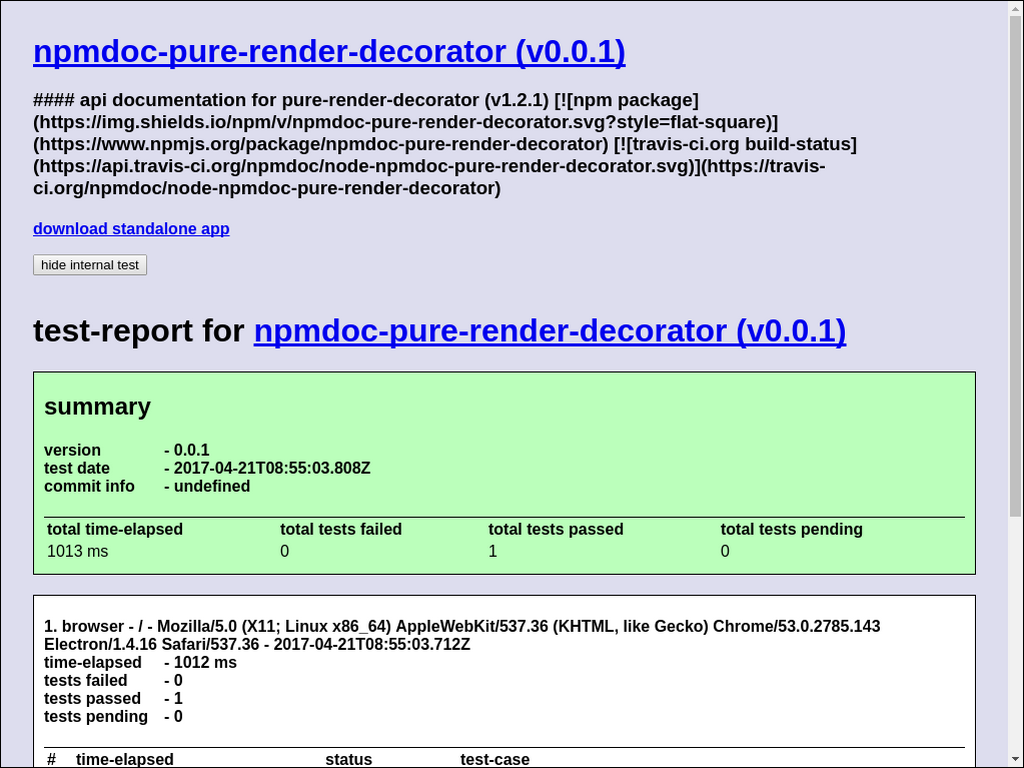 npmdoc-pure-render-decorator (v0.0.1)
#### api documentation for pure-render-decorator (v1.2.1) [![npm package]
(https://img.shields.io/npm/v/npmdoc-pure-render-decorator.svg?style=flat-square)]
(https://www.npmjs.org/package/npmdoc-pure-render-decorator) [![travis-ci.org build-status]
(https://api.travis-ci.org/npmdoc/node-npmdoc-pure-render-decorator.svg)](https://travis-
ci.org/npmdoc/node-npmdoc-pure-render-decorator)
download standalone app
hide internal test
test-report for npmdoc-pure-render-decorator (v0.0.1)
summary
version - 0.0.1
test date - 2017-04-21T08:55:03.808Z
commit info - undefined
total time-elapsed total tests failed total tests passed total tests pending
1013 ms 0 1 0
1. browser - / - Mozilla/5.0 (X11; Linux x86_64) AppleWebKit/537.36 (KHTML, like Gecko) Chrome/53.0.2785.143
Electron/1.4.16 Safari/537.36 - 2017-04-21T08:55:03.712Z
time-elapsed - 1012 ms
tests failed - 0
tests passed - 1
tests pending - 0
# time-elapsed status test-case